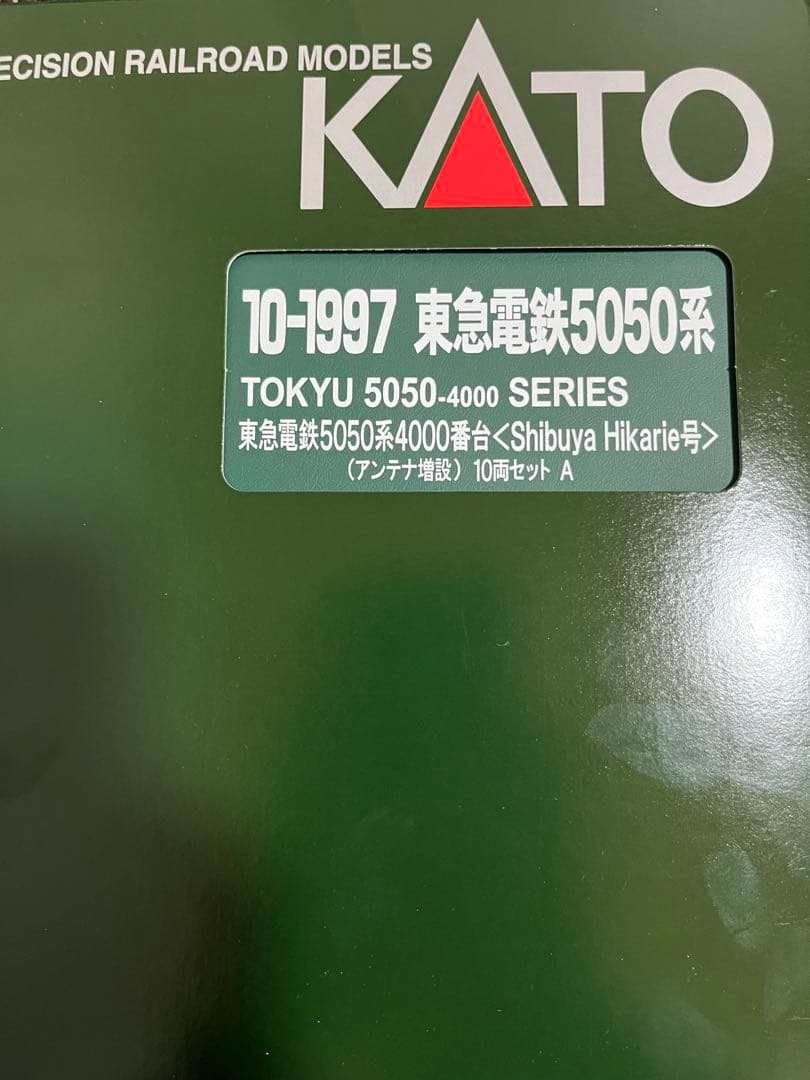 ECISION RAILROAD MODELS
KATO
10-1997 東急電鉄5050系
TOKYU 5050-4000 SERIES
東急電鉄5050系4000番台<Shibuya Hikarie号>
(アンテナ増設) 10両セット A